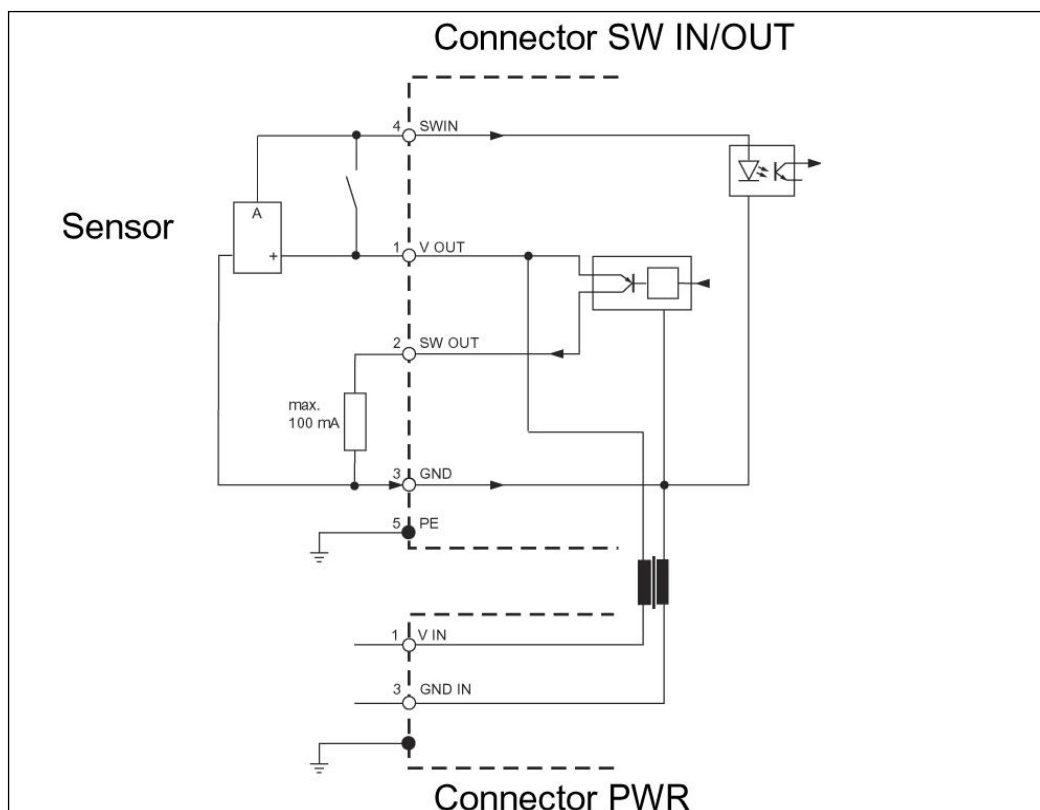 Connector SW IN/OUT
4 SWIN
A
Sensor
+
1 V OUT
2 SW OUT
max.
100 mA
3 GND
5 PE
1 V IN
3 GND IN
Connector PWR